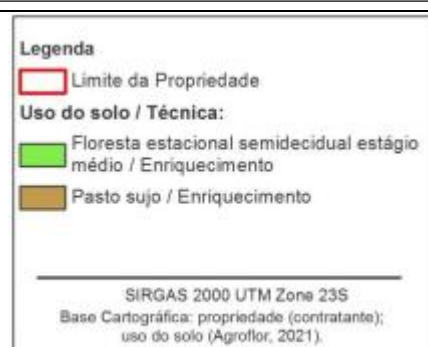 Legenda
Limite da Propriedade
Uso do solo / Técnica:
Floresta estacional semidecidual estágio
médio / Enriquecimento
Pasto sujo / Enriquecimento
SIRGAS 2000 UTM Zone 23S
Base Cartográfica: propriedade (contratante);
uso do solo (Agroflor, 2021).